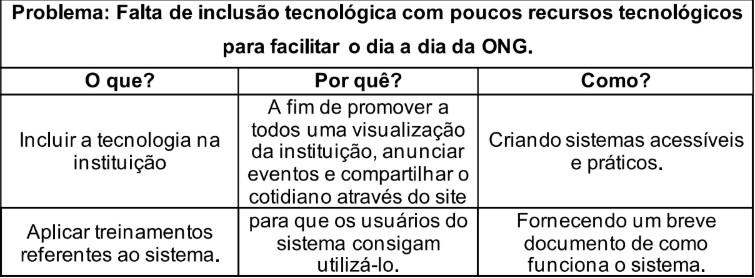 Problema: Falta de inclusão tecnológica com poucos recursos tecnológicos
para facilitar o dia a dia da ONG.
O que?
Por quê?
Como?
Incluir a tecnologia na
instituição
A fim de promover a
todos uma visualização
da instituição, anunciar
eventos e compartilhar o
cotidiano através do site
Criando sistemas acessíveis
e práticos.
Aplicar treinamentos
referentes ao sistema.
para que os usuários do
sistema consigam
utilizá-lo.
Fornecendo um breve
documento de como
funciona o sistema.